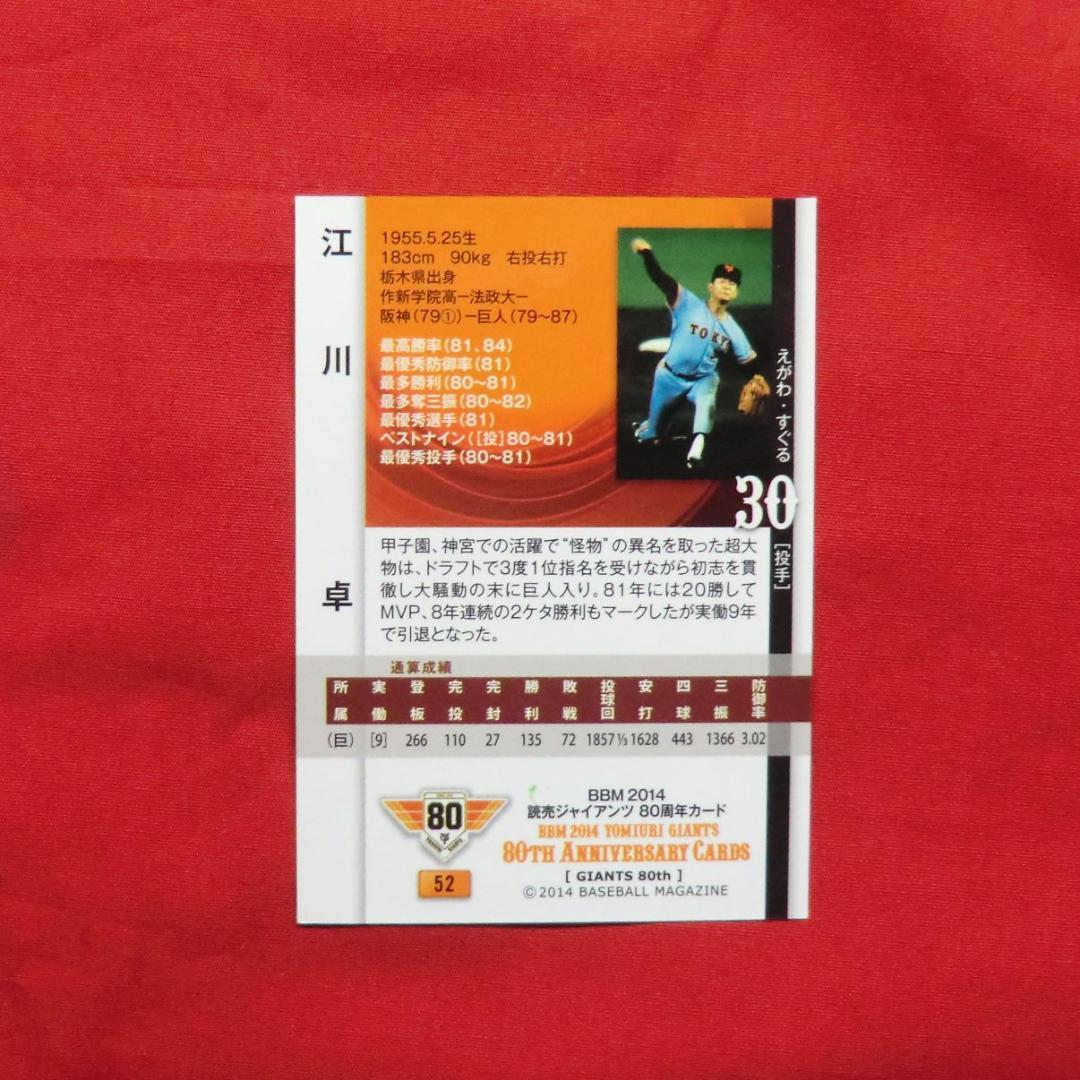 江川 卓
1955.5.25生
183cm 90kg 右投右打
栃木県出身
作新学院高ー法政大ー
阪神(79①)ー巨人(79〜87)
最高勝率(81、84)
最優秀防御率(81)
最多勝利(80〜81)
最多奪三振(80〜82)
最優秀選手(81)
ベストナイン([投]80〜81)
最優秀投手(80〜81)
TOKY
えがわ・すぐる
30
[投手]
甲子園、神宮での活躍で“怪物”の異名を取った超大
物は、ドラフトで3度1位指名を受けながら初志を貫
徹し大騒動の末に巨人入り。81年には20勝して
MVP、8年連続の2ケタ勝利もマークしたが実働9年
で引退となった。
通算成績
所属 実働 登板 完投 完封 勝利 敗戦 投球回 安打 四球 三振 防御率
(巨) [9] 266 110 27 135 72 1857 1/3 1628 443 1366 3.02
80
BBM 2014
読売ジャイアンツ 80周年カード
BBM 2014 YOMIURI GIANTS
80TH ANNIVERSARY CARDS
[ GIANTS 80th ]
©2014 BASEBALL MAGAZINE
52